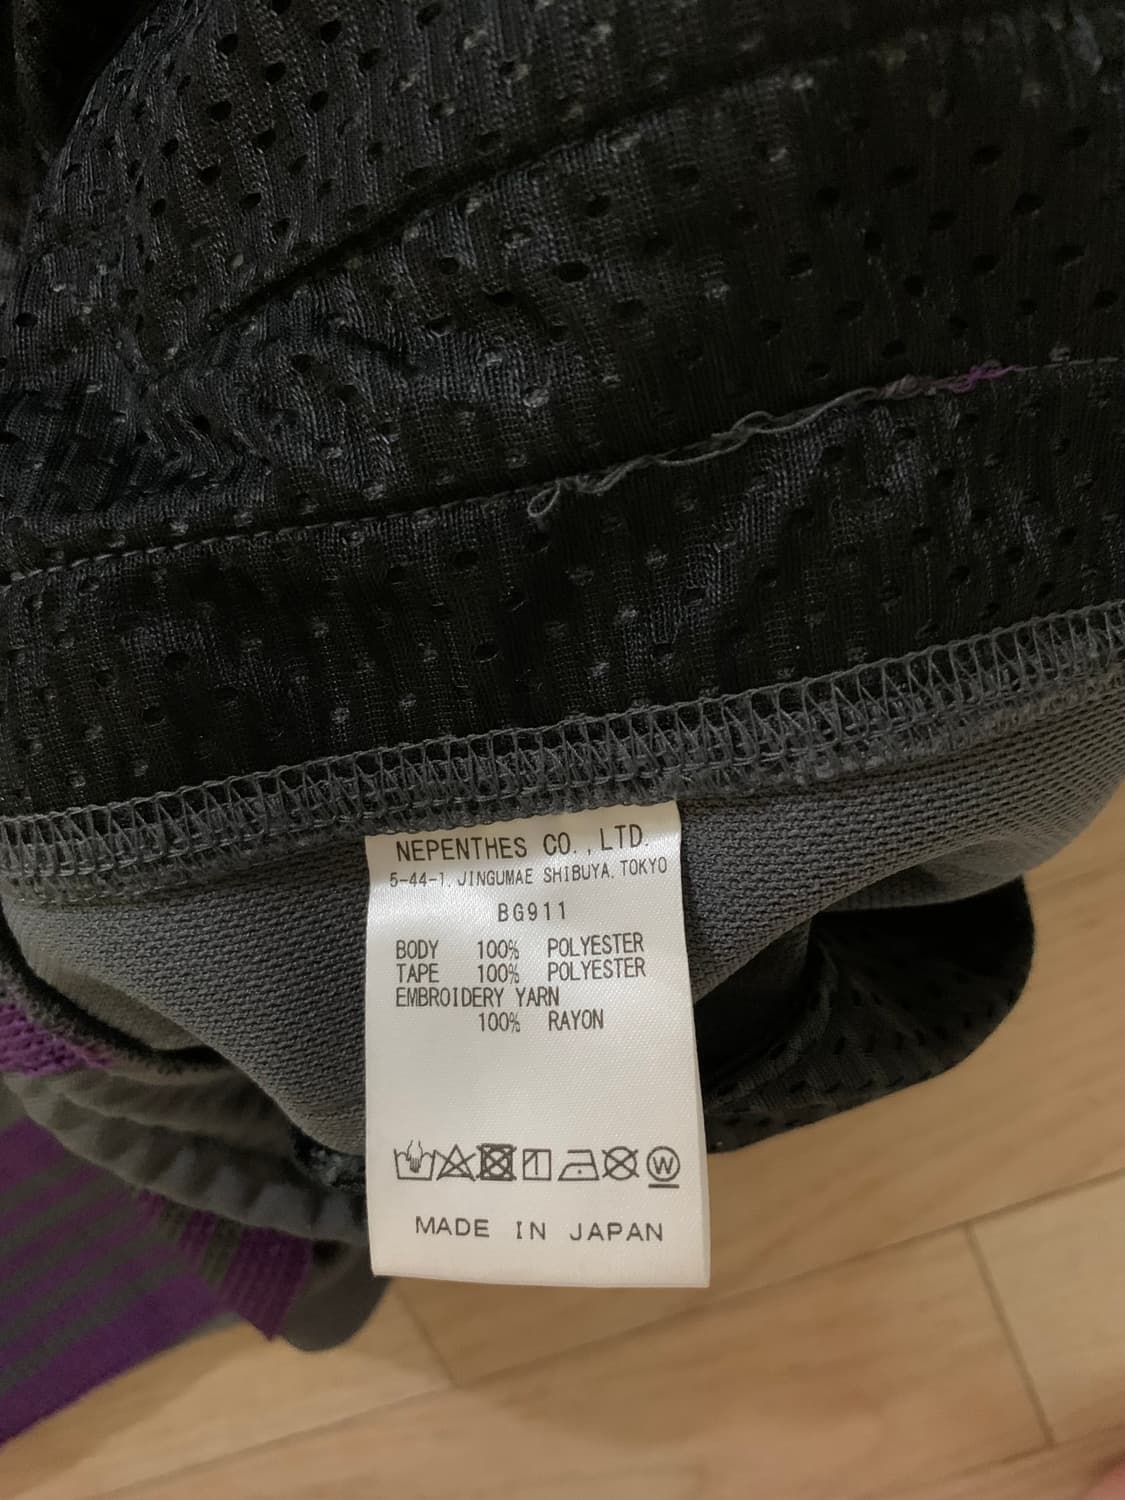 NEPENTHES CO.,LTD.
5-44-1, JINGUMAE SHIBUYA, TOKYO
BG911
BODY 100% POLYESTER
TAPE 100% POLYESTER
EMBROIDERY YARN
100% RAYON
W
MADE IN JAPAN